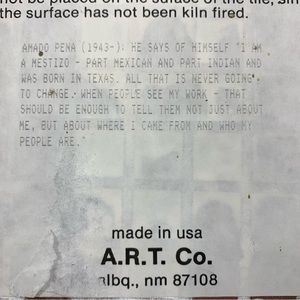 not be placed on the surface of the tile, sin
the surface has not been kiln fired.
AMADO PENA (1943-): HE SAYS OF HIMSELF "I AM
A MESTIZO - PART MEXICAN AND PART INDIAN AND
WAS BORN IN TEXAS. ALL THAT IS NEVER GOING
TO CHANGE. WHEN PEOPLE SEE MY WORK - THAT
SHOULD BE ENOUGH TO TELL THEM NOT JUST ABOUT
ME, BUT ABOUT WHERE I CAME FROM AND WHO MY
PEOPLE ARE."
made in usa
A.R.T. Co.
albq., nm 87108